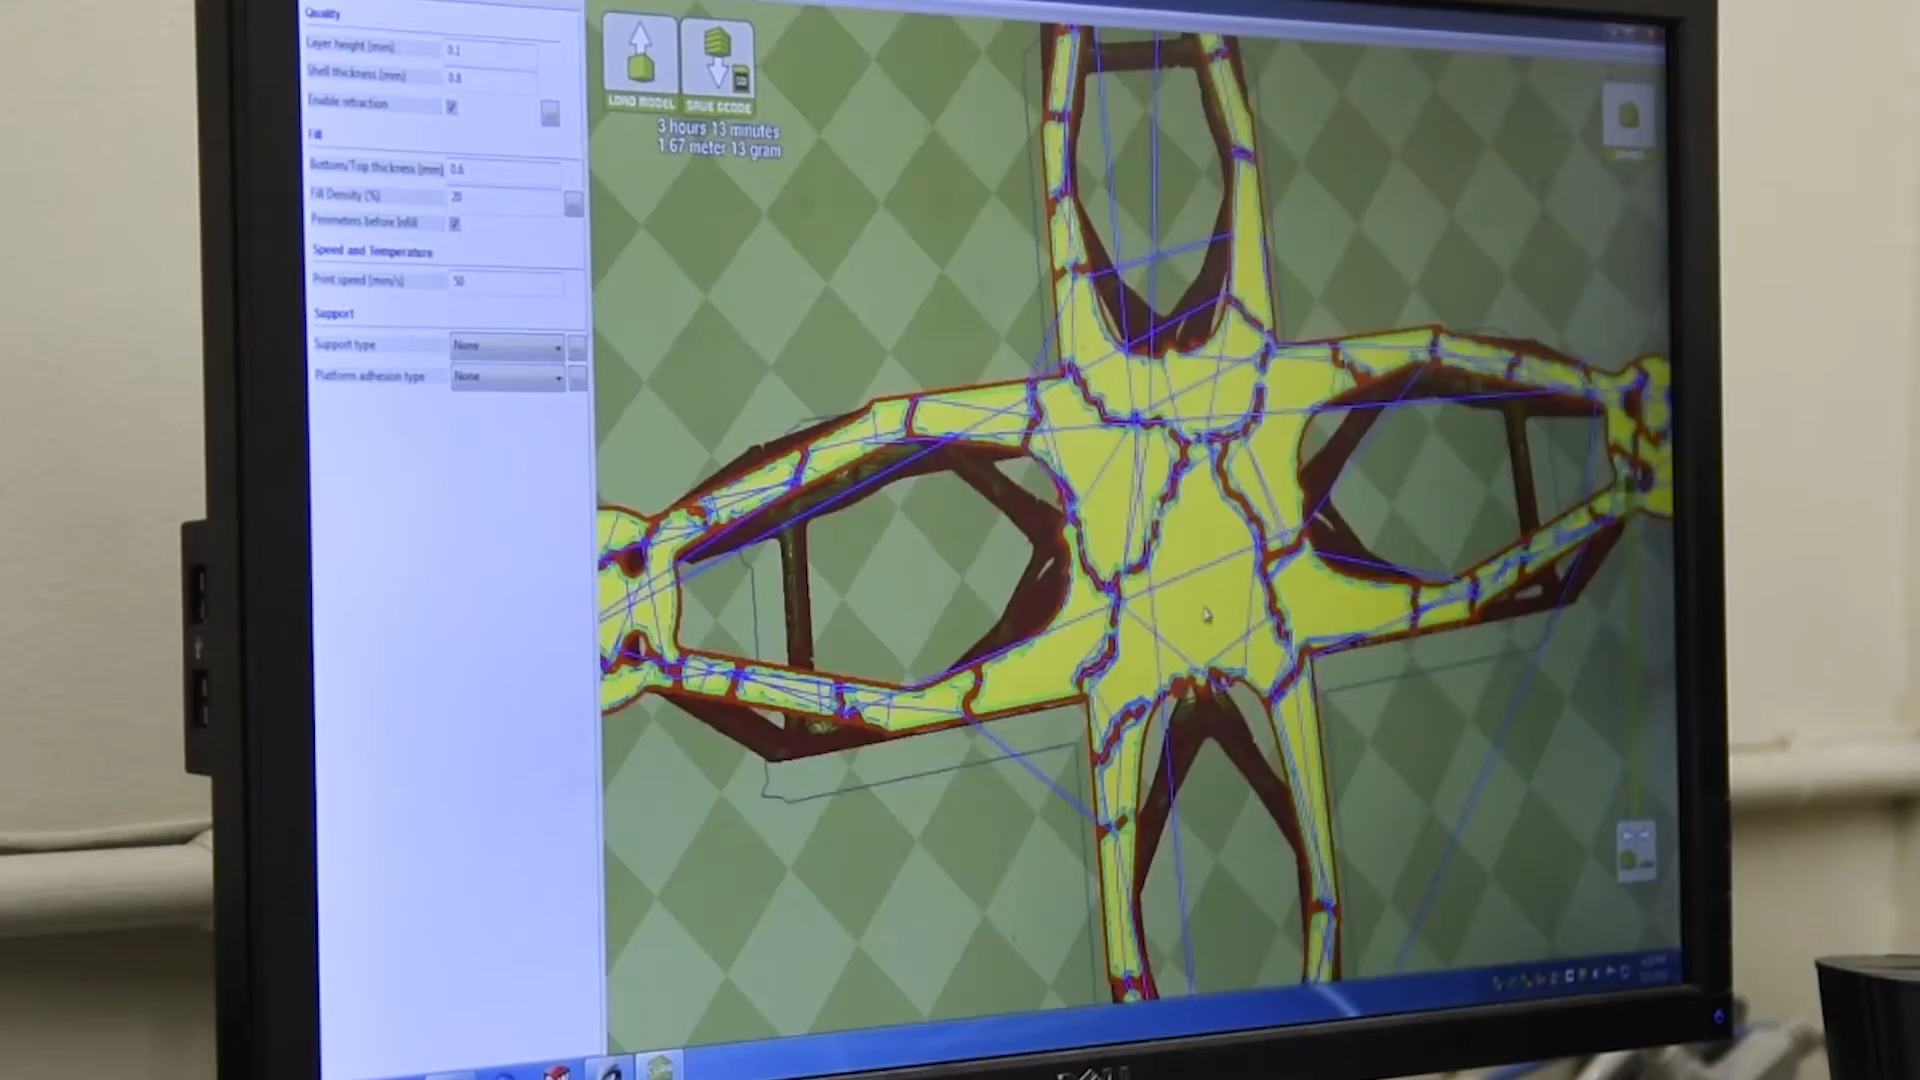 Quality
Layer height [mm] 0.1
Shell thickness [mm] 0.8
Enable retraction
Fill
Bottom/Top thickness [mm] 0.6
Fill Density (%) 20
Perimeters before Infill
Speed and Temperature
Print speed [mm/s] 50
Support
Support type None
Platform adhesion type None
LOAD MODEL SAVE GCODE
SD
3 hours 13 minutes
1.67 meter 13 gram
DELL